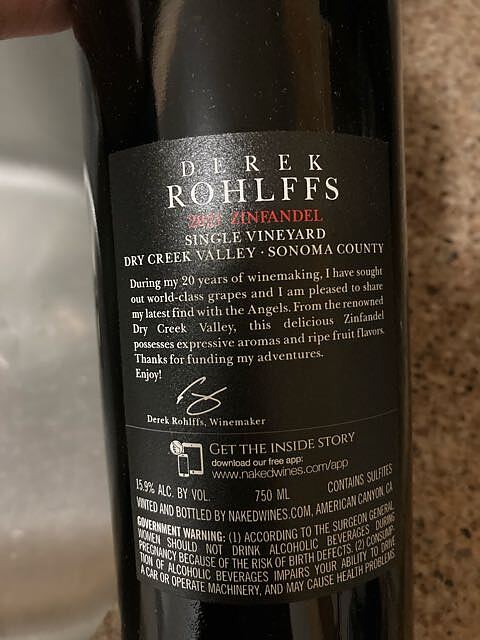 DEREK
ROHLFFS
2021 ZINFANDEL
SINGLE VINEYARD
DRY CREEK VALLEY · SONOMA COUNTY
During my 20 years of winemaking, I have sought
out world-class grapes and I am pleased to share
my latest find with the Angels. From the renowned
Dry Creek Valley, this delicious Zinfandel
possesses expressive aromas and ripe fruit flavors.
Thanks for funding my adventures.
Enjoy!
Derek Rohlffs, Winemaker
GET THE INSIDE STORY
download our free app:
www.nakedwines.com/app
15.9% ALC. BY VOL. 750 ML CONTAINS SULFITES
VINTED AND BOTTLED BY NAKEDWINES.COM, AMERICAN CANYON, CA
GOVERNMENT WARNING: (1) ACCORDING TO THE SURGEON GENERAL
WOMEN SHOULD NOT DRINK ALCOHOLIC BEVERAGES DURING
PREGNANCY BECAUSE OF THE RISK OF BIRTH DEFECTS. (2) CONSUMP-
TION OF ALCOHOLIC BEVERAGES IMPAIRS YOUR ABILITY TO DRIVE
A CAR OR OPERATE MACHINERY, AND MAY CAUSE HEALTH PROBLEMS